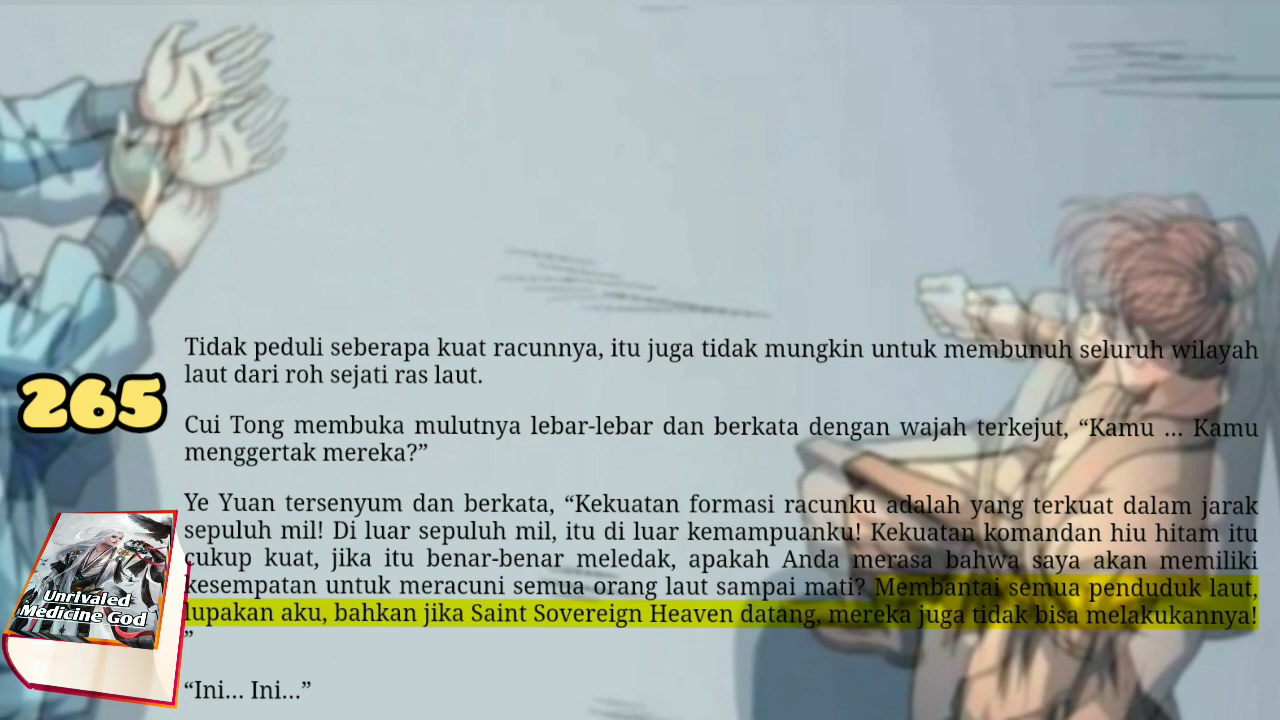 Tidak peduli seberapa kuat racunnya, itu juga tidak mungkin untuk membunuh seluruh wilayah
laut dari roh sejati ras laut.
265
Cui Tong membuka mulutnya lebar-lebar dan berkata dengan wajah terkejut, “Kamu ... Kamu
menggertak mereka?”
Ye Yuan tersenyum dan berkata, “Kekuatan formasi racunku adalah yang terkuat dalam jarak
sepuluh mil! Di luar sepuluh mil, itu di luar kemampuanku! Kekuatan komandan hiu hitam itu
cukup kuat, jika itu benar-benar meledak, apakah Anda merasa bahwa saya akan memiliki
kesempatan untuk meracuni semua orang laut sampai mati? Membantai semua penduduk laut,
lupakan aku, bahkan jika Saint Sovereign Heaven datang, mereka juga tidak bisa melakukannya!
”
“Ini... Ini...”
Unrivaled
Medicine God